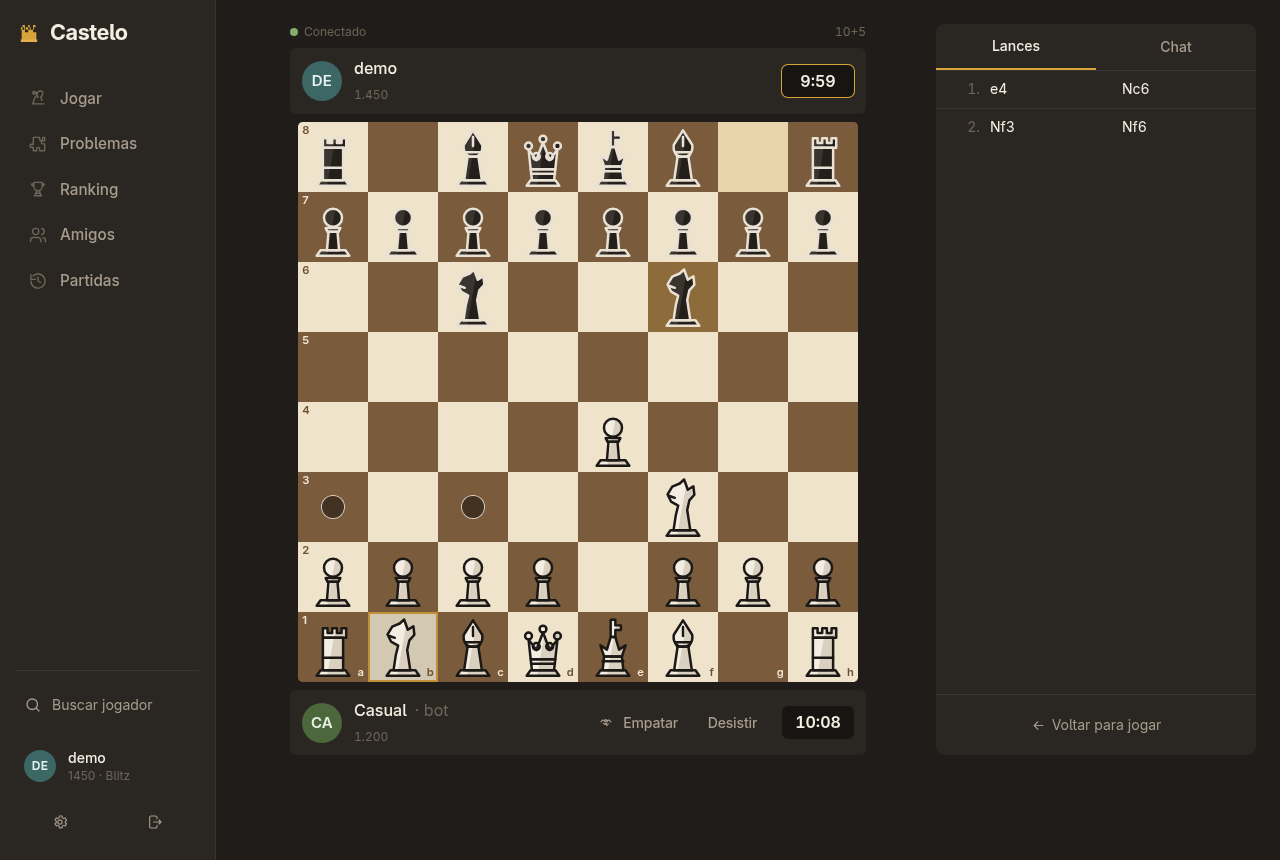 Castelo
Jogar
Problemas
Ranking
Amigos
Partidas
Buscar jogador
DE
demo
1450 · Blitz
Conectado
10+5
DE
demo
1.450
9:59
8
7
6
5
4
3
2
1
a
b
c
d
e
f
g
h
CA
Casual · bot
1.200
Empatar
Desistir
10:08
Lances
Chat
1. e4 Nc6
2. Nf3 Nf6
← Voltar para jogar